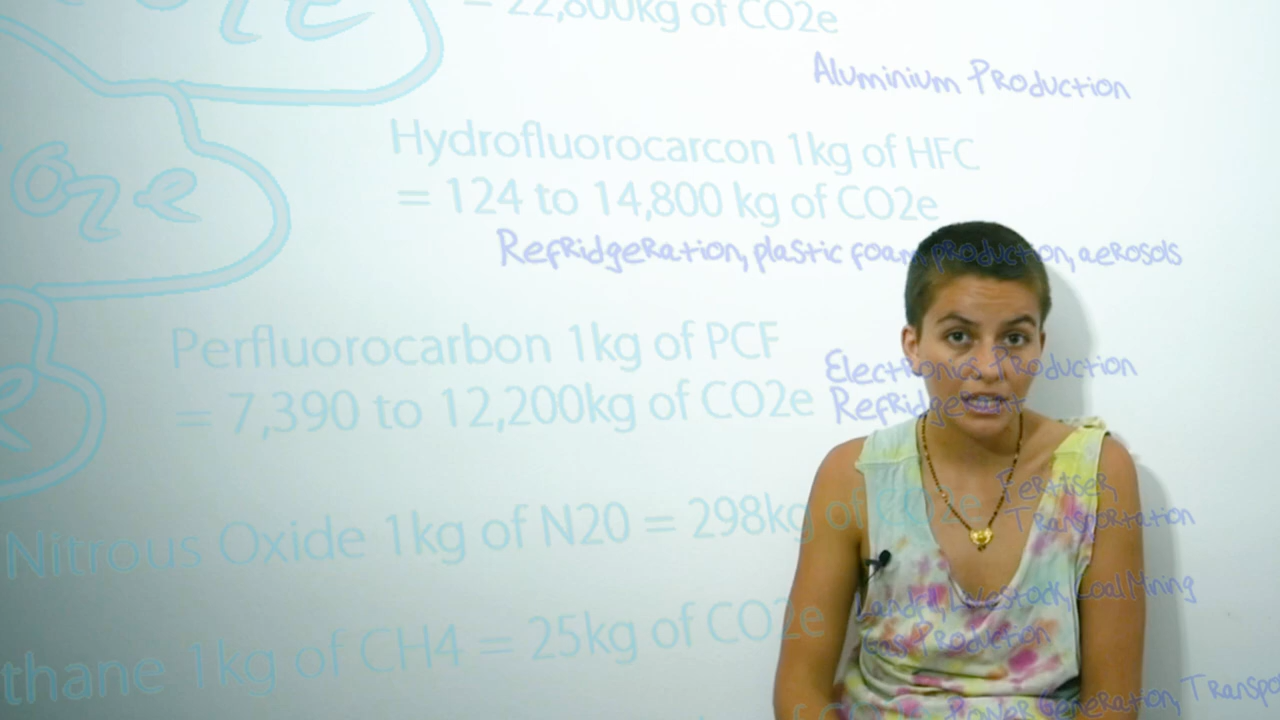 = 22,800kg of CO2e
Aluminium Production
Hydrofluorocarcon 1kg of HFC
= 124 to 14,800 kg of CO2e
Refridgeration, plastic foam production, aerosols
Perfluorocarbon 1kg of PCF
= 7,390 to 12,200kg of CO2e
Electronics Production
Nitrous Oxide 1kg of N20 = 298kg of CO2e
Fertiser,
Transportation
thane 1kg of CH4 = 25kg of CO2e
Landfill, Livestock, Coal Mining
Gas Production
Power Generation, Transpo